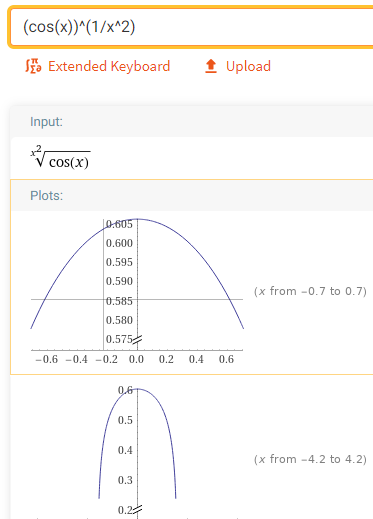 (cos(x))^(1/x^2)
Extended Keyboard Upload
Input:
x²√cos(x)
Plots:
0.605
0.600
0.595
0.590
0.585
0.580
0.575
(x from −0.7 to 0.7)
−0.6 −0.4 −0.2 0.0 0.2 0.4 0.6
0.6
0.5
0.4
0.3
0.2
(x from −4.2 to 4.2)